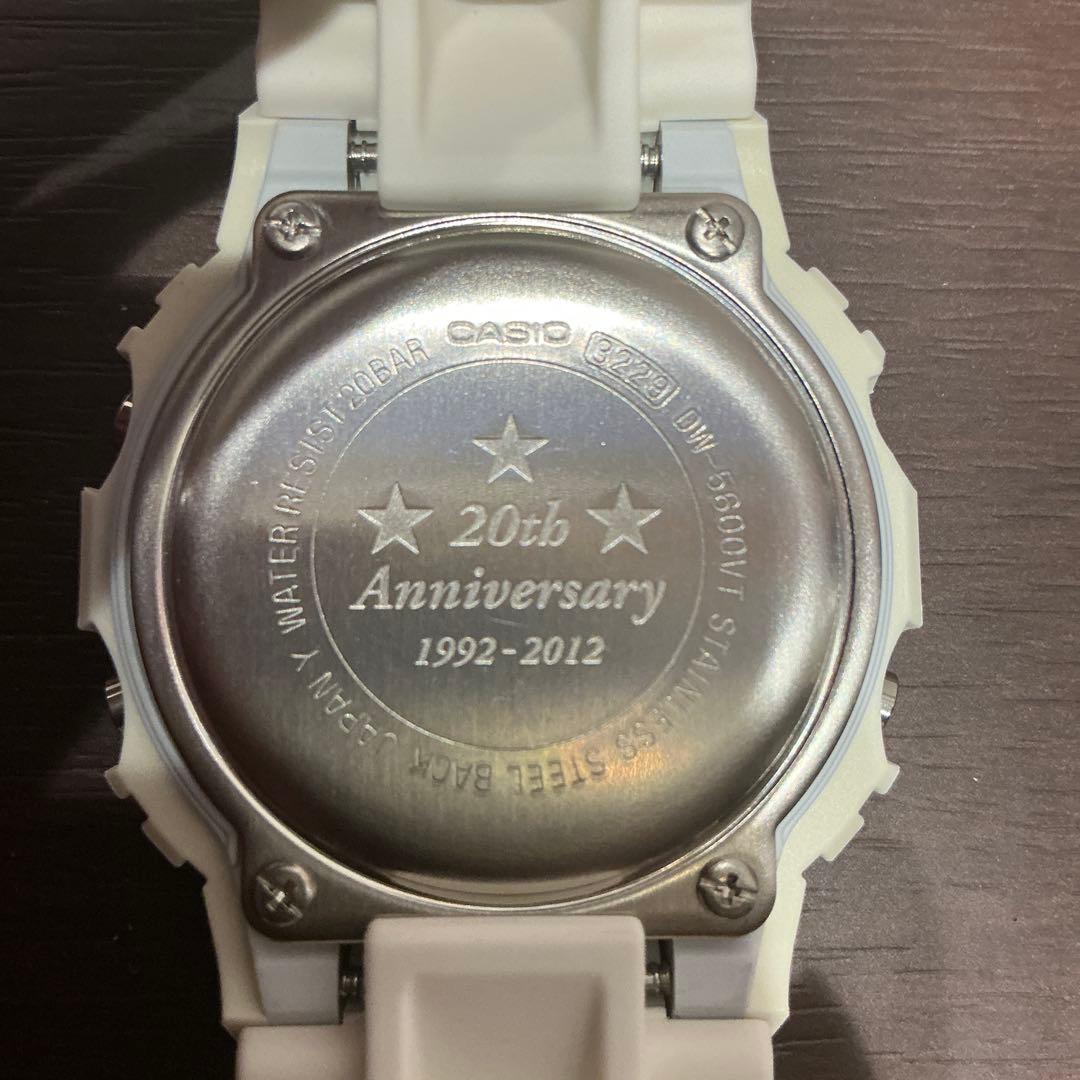 CASIO
3229
DW-5600VT STAINLESS STEEL BACK JAPAN Y WATER RESIST 20BAR
20th
Anniversary
1992-2012